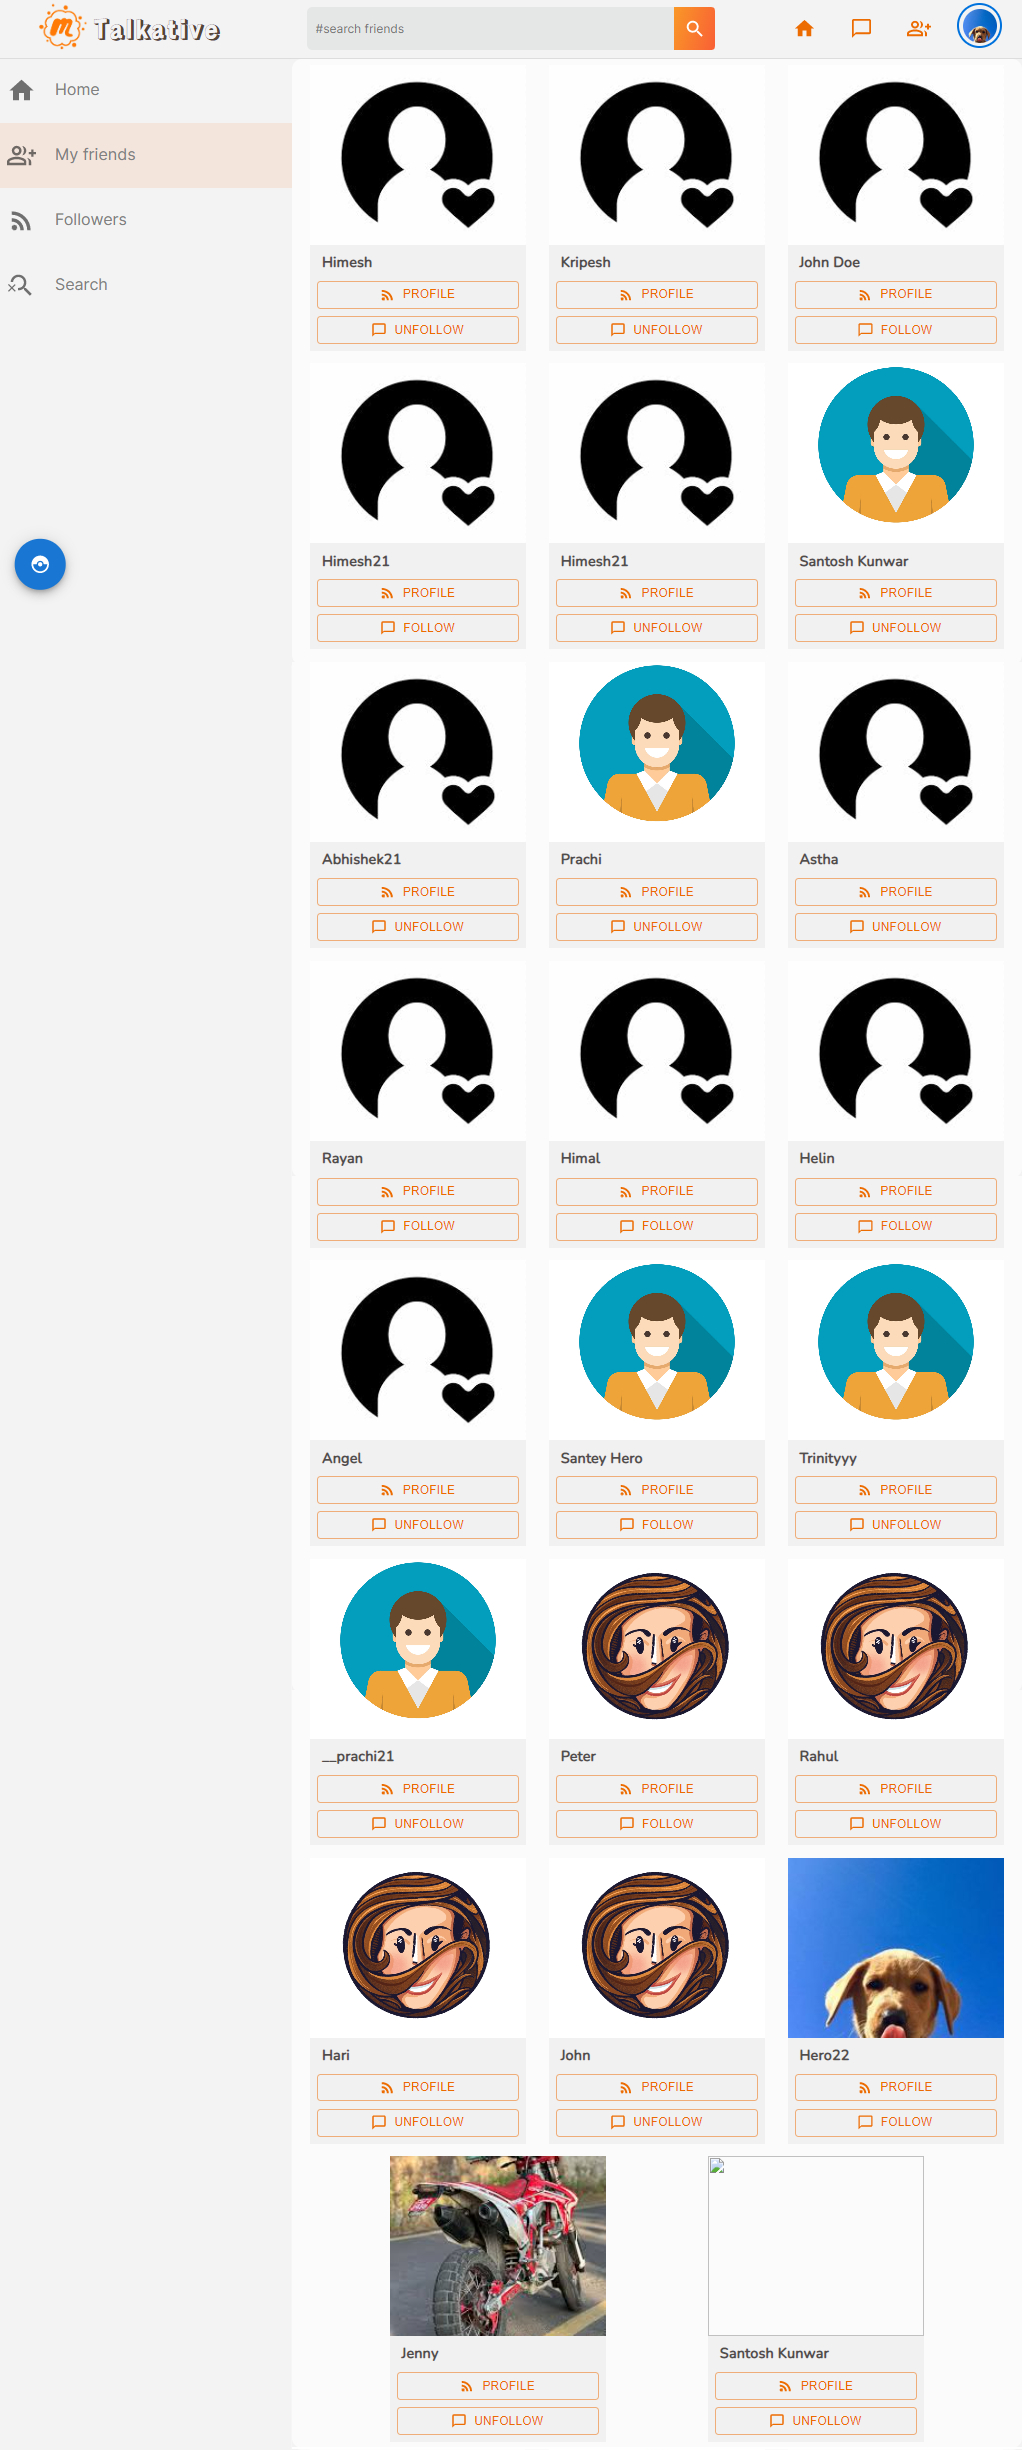 Talkative
#search friends
Home
My friends
Followers
Search
Himesh
PROFILE
UNFOLLOW
Kripesh
PROFILE
UNFOLLOW
John Doe
PROFILE
FOLLOW
Himesh21
PROFILE
FOLLOW
Himesh21
PROFILE
UNFOLLOW
Santosh Kunwar
PROFILE
UNFOLLOW
Abhishek21
PROFILE
UNFOLLOW
Prachi
PROFILE
UNFOLLOW
Astha
PROFILE
UNFOLLOW
Rayan
PROFILE
FOLLOW
Himal
PROFILE
FOLLOW
Helin
PROFILE
FOLLOW
Angel
PROFILE
UNFOLLOW
Santey Hero
PROFILE
FOLLOW
Trinityyy
PROFILE
UNFOLLOW
__prachi21
PROFILE
UNFOLLOW
Peter
PROFILE
FOLLOW
Rahul
PROFILE
UNFOLLOW
Hari
PROFILE
UNFOLLOW
John
PROFILE
UNFOLLOW
Hero22
PROFILE
FOLLOW
Jenny
PROFILE
UNFOLLOW
Santosh Kunwar
PROFILE
UNFOLLOW